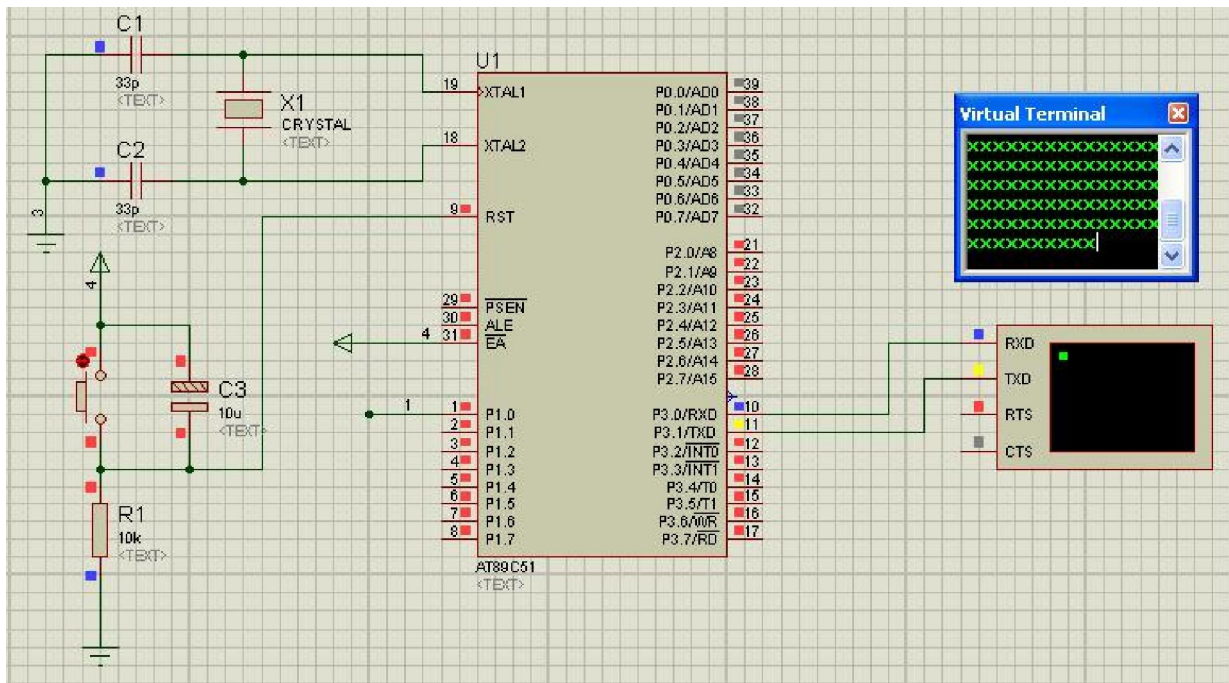 C1
33p
<TEXT>
X1
CRYSTAL
<TEXT>
C2
33p
<TEXT>
3
4
C3
10u
<TEXT>
R1
10k
<TEXT>
U1
19 XTAL1
18 XTAL2
9 RST
29 PSEN
30 ALE
4 31 EA
1 1 P1.0
2 P1.1
3 P1.2
4 P1.3
5 P1.4
6 P1.5
7 P1.6
8 P1.7
P0.0/AD0 39
P0.1/AD1 38
P0.2/AD2 37
P0.3/AD3 36
P0.4/AD4 35
P0.5/AD5 34
P0.6/AD6 33
P0.7/AD7 32
P2.0/A8 21
P2.1/A9 22
P2.2/A10 23
P2.3/A11 24
P2.4/A12 25
P2.5/A13 26
P2.6/A14 27
P2.7/A15 28
P3.0/RXD 10
P3.1/TXD 11
P3.2/INT0 12
P3.3/INT1 13
P3.4/T0 14
P3.5/T1 15
P3.6/WR 16
P3.7/RD 17
AT89C51
<TEXT>
Virtual Terminal
XXXXXXXXXXXXXXX
XXXXXXXXXXXXXXX
XXXXXXXXXXXXXXX
XXXXXXXXXXXXXXX
XXXXXXXXXXXXXXX
XXXXXXXXXX
RXD
TXD
RTS
CTS